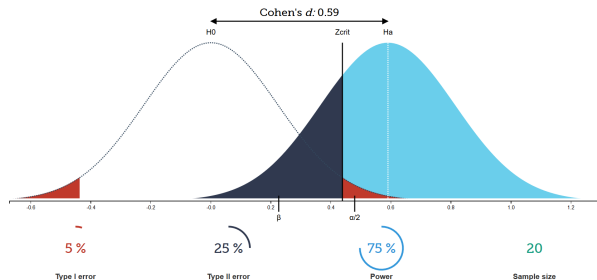 Cohen's d: 0.59
H0 Zcrit Ha
-0.6 -0.4 -0.2 -0.0 0.2 0.4 0.6 0.8 1.0 1.2
β α/2
5 % 25 % 75 % 20
Type I error Type II error Power Sample size